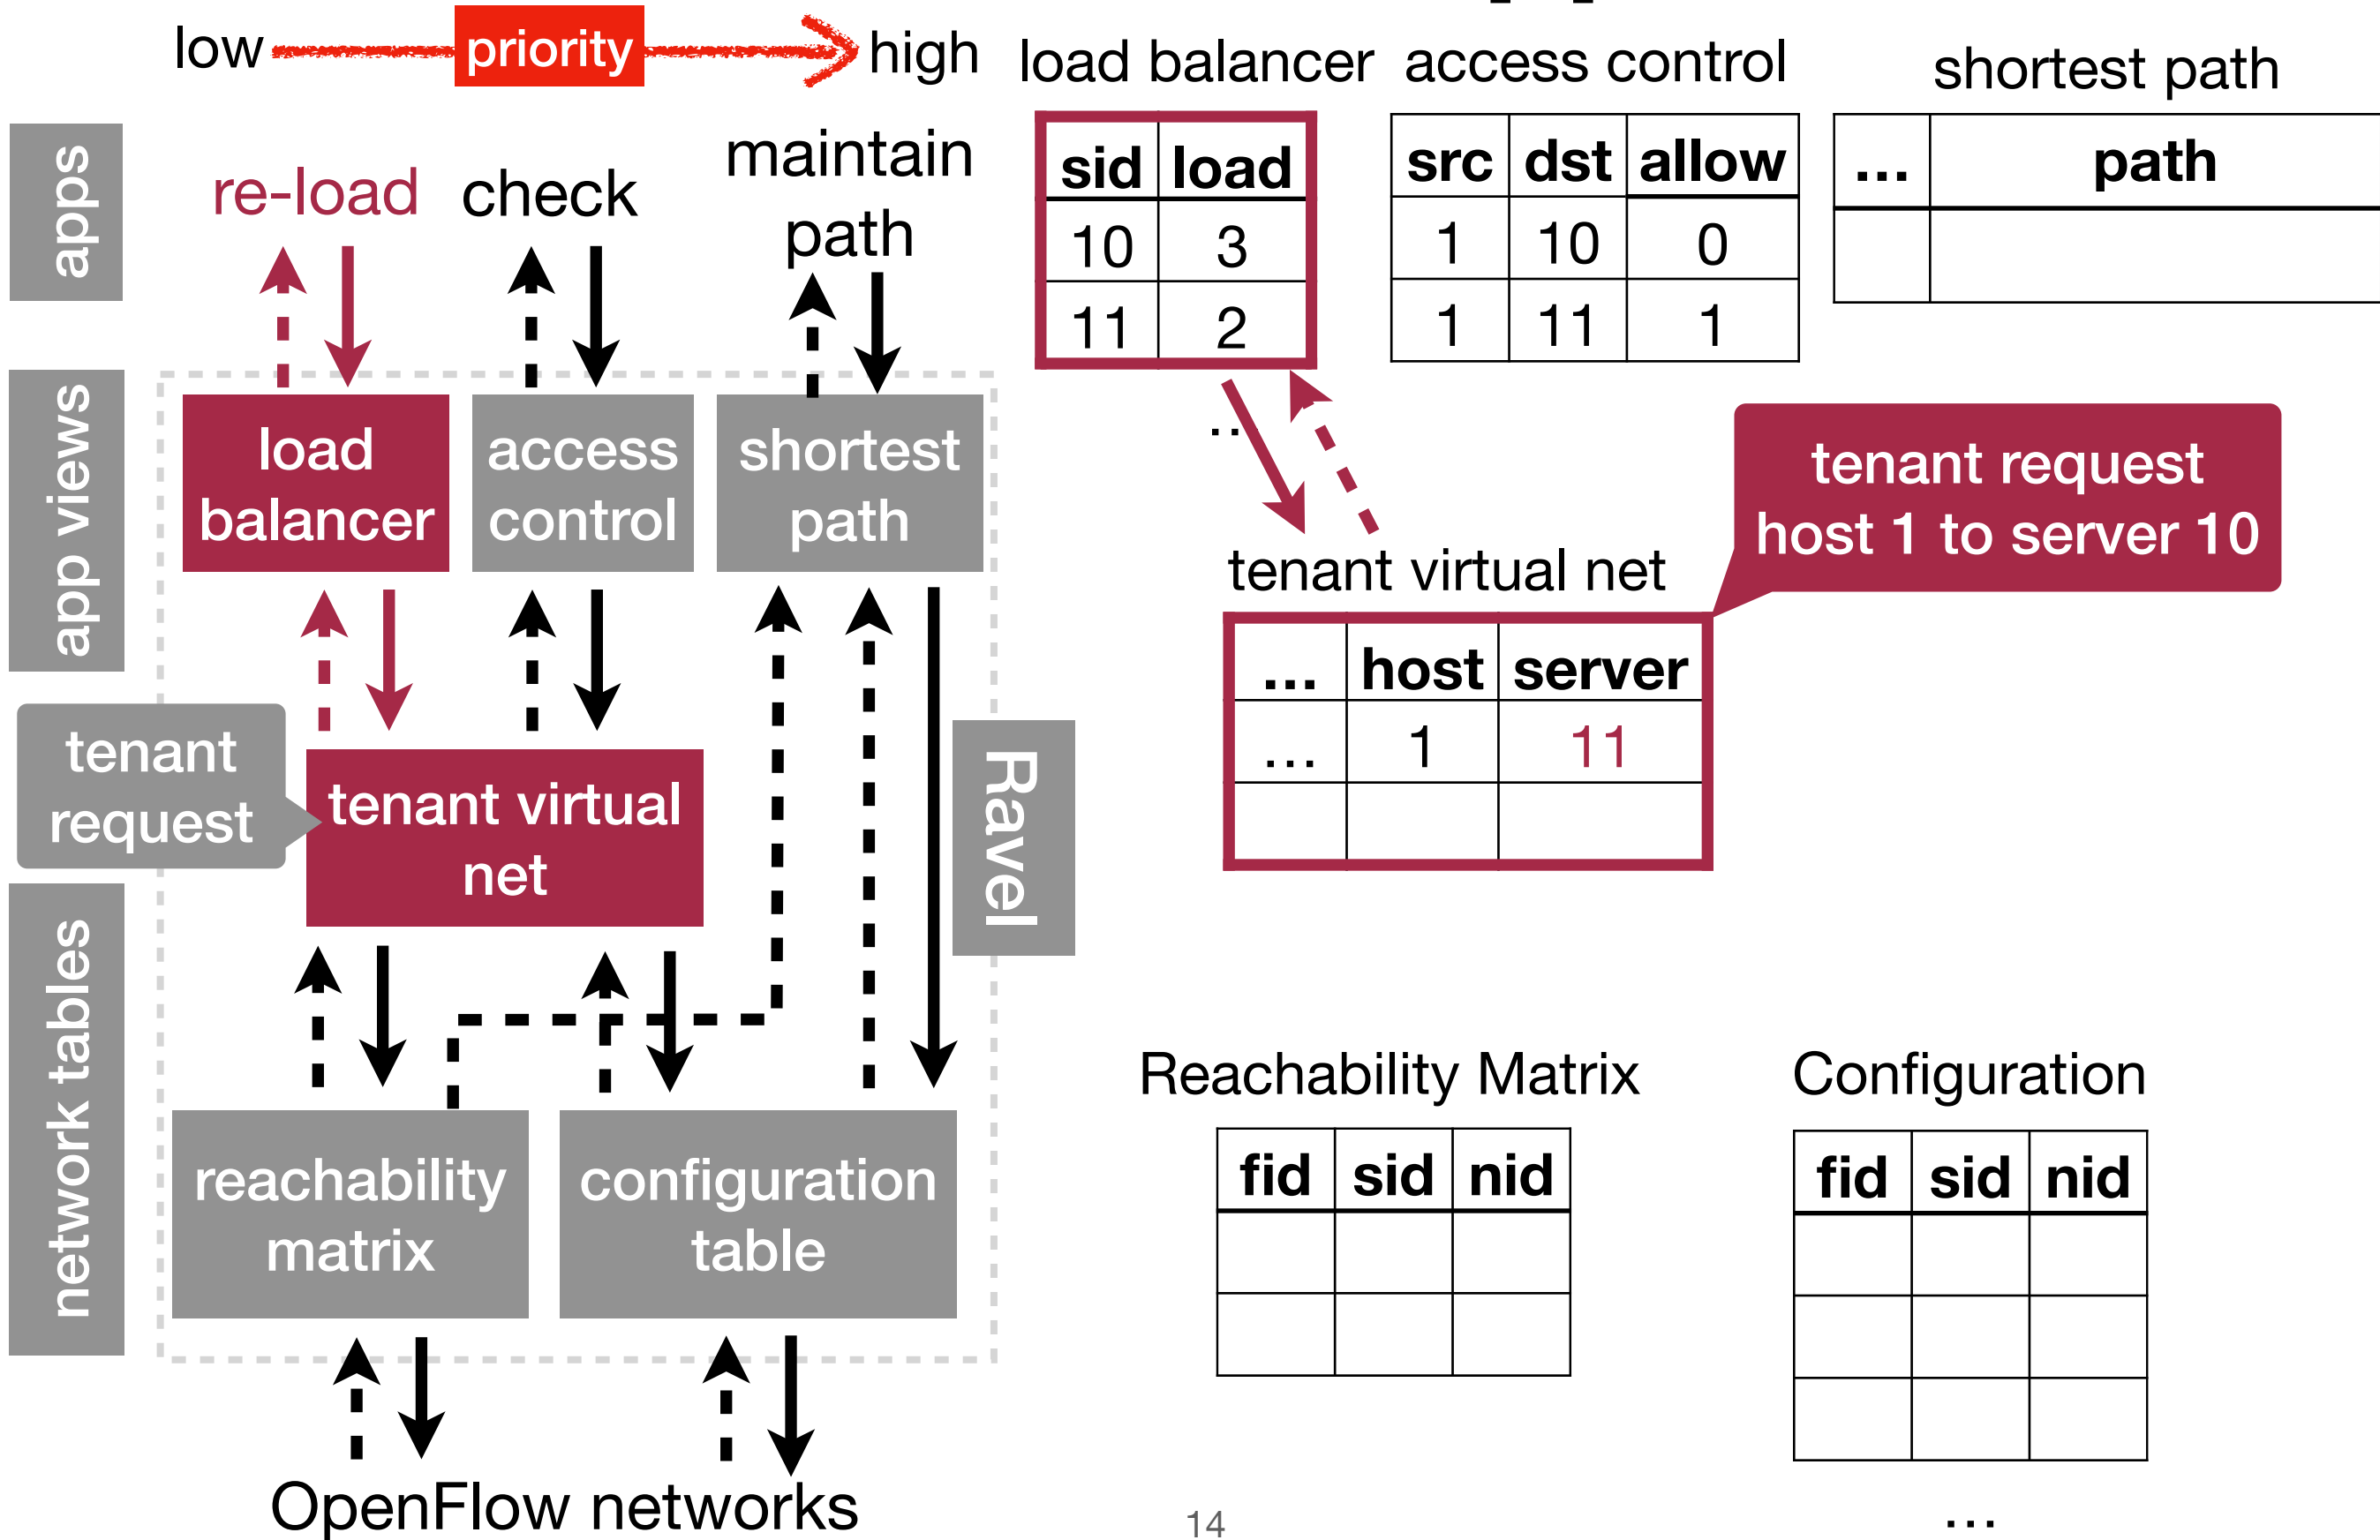 low priority high
apps
re-load
check
maintain
path
app views
load
balancer
access
control
shortest
path
tenant
request
tenant virtual
net
Ravel
network tables
reachability
matrix
configuration
table
OpenFlow networks
load balancer
sid load
10 3
11 2
...
access control
src dst allow
1 10 0
1 11 1
shortest path
... path
tenant request
host 1 to server 10
tenant virtual net
... host server
... 1 11
Reachability Matrix
fid sid nid
Configuration
fid sid nid
...
14